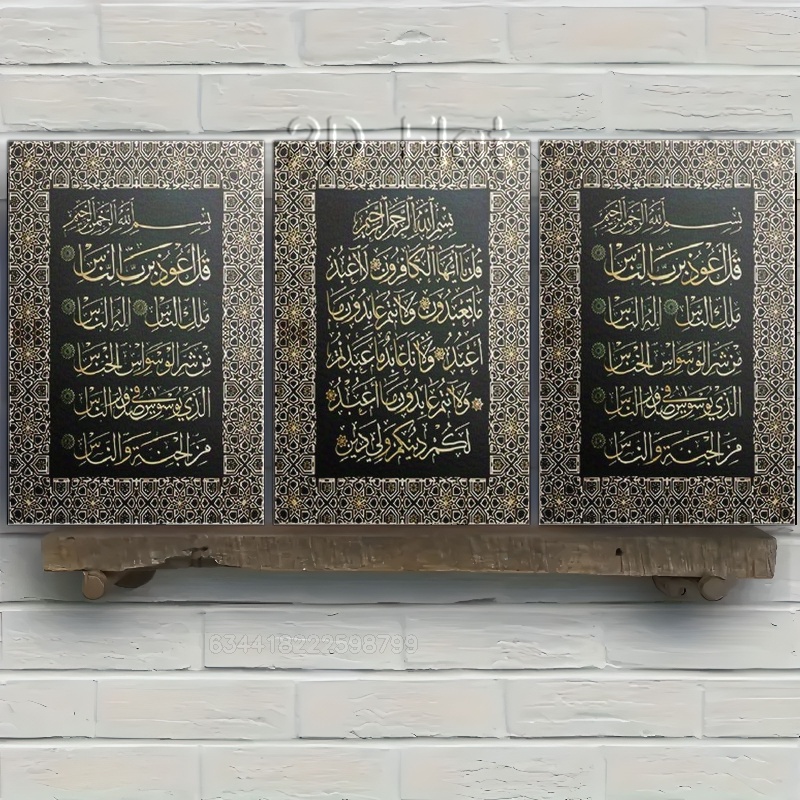 2D Flat
بسم الله الرحمن الرحيم
قل أعوذ برب الناس
ملك الناس إله الناس
من شر الوسواس الخناس
الذي يوسوس في صدور الناس
من الجنة والناس
بسم الله الرحمن الرحيم
قل يا أيها الكافرون لا أعبد
ما تعبدون ولا أنتم عابدون ما
أعبد ولا أنا عابد ما عبدتم
ولا أنتم عابدون ما أعبد
لكم دينكم ولي دين
بسم الله الرحمن الرحيم
قل أعوذ برب الناس
ملك الناس إله الناس
من شر الوسواس الخناس
الذي يوسوس في صدور الناس
من الجنة والناس
634418222598799